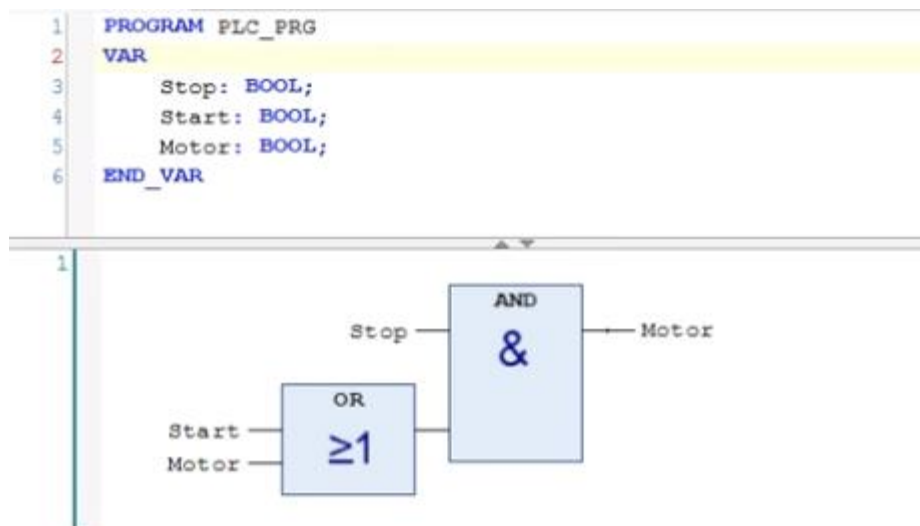 1 PROGRAM PLC_PRG
2 VAR
3 Stop: BOOL;
4 Start: BOOL;
5 Motor: BOOL;
6 END_VAR
1
AND
Stop & Motor
OR
Start ≥1
Motor